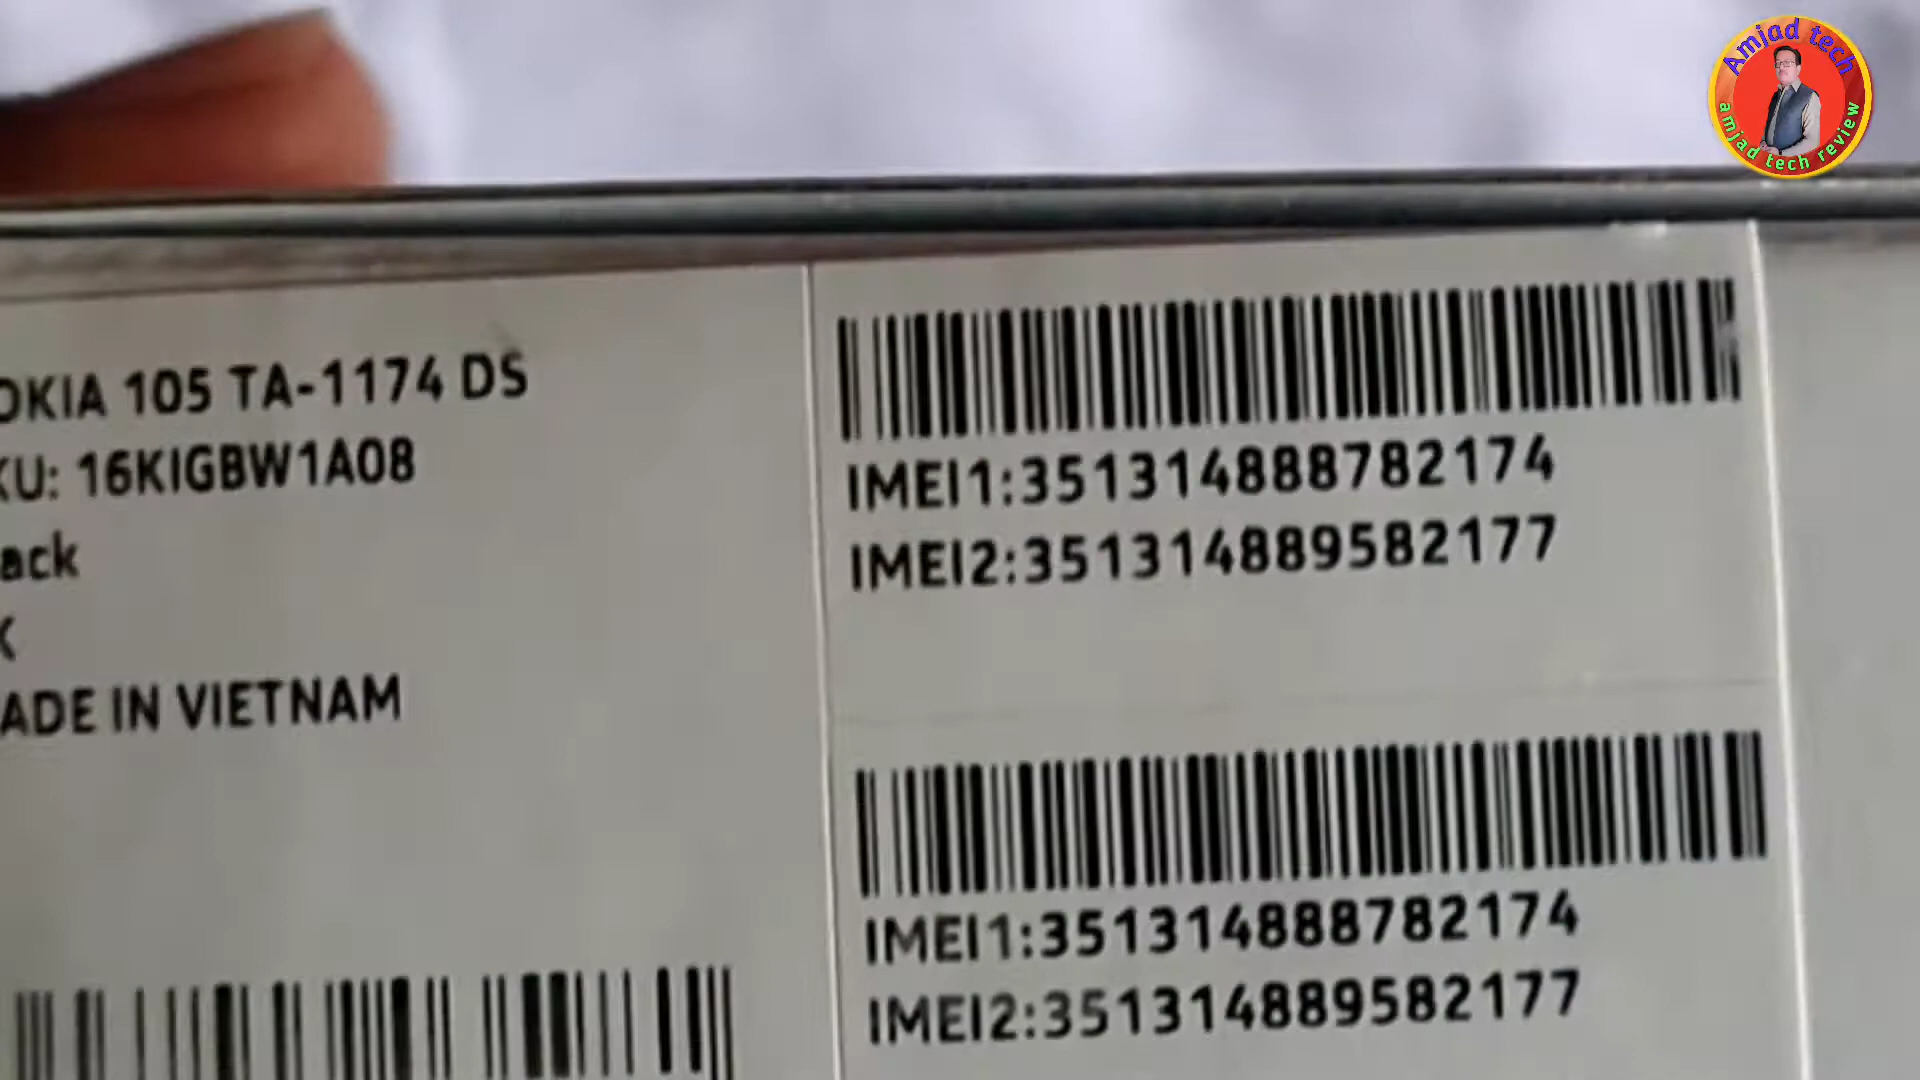 OKIA 105 TA-1174 DS
KU: 16KIGBW1A08
ack
K
ADE IN VIETNAM
IMEI1:351314888782174
IMEI2:351314889582177
IMEI1:351314888782174
IMEI2:351314889582177
Amjad tech
amjad tech review